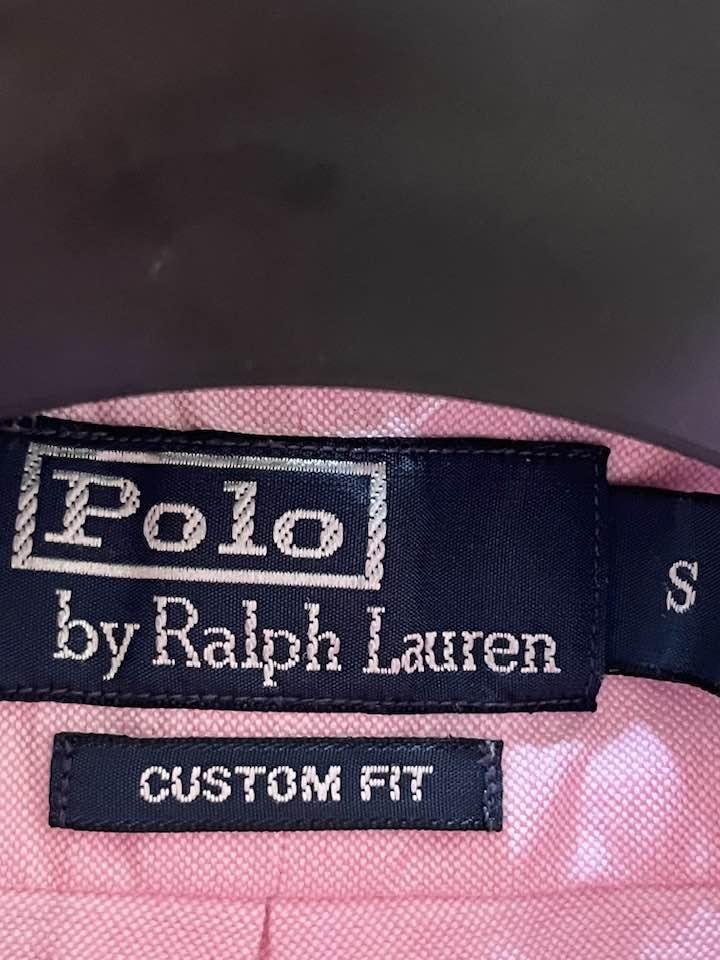 Polo
by Ralph Lauren
S
CUSTOM FIT